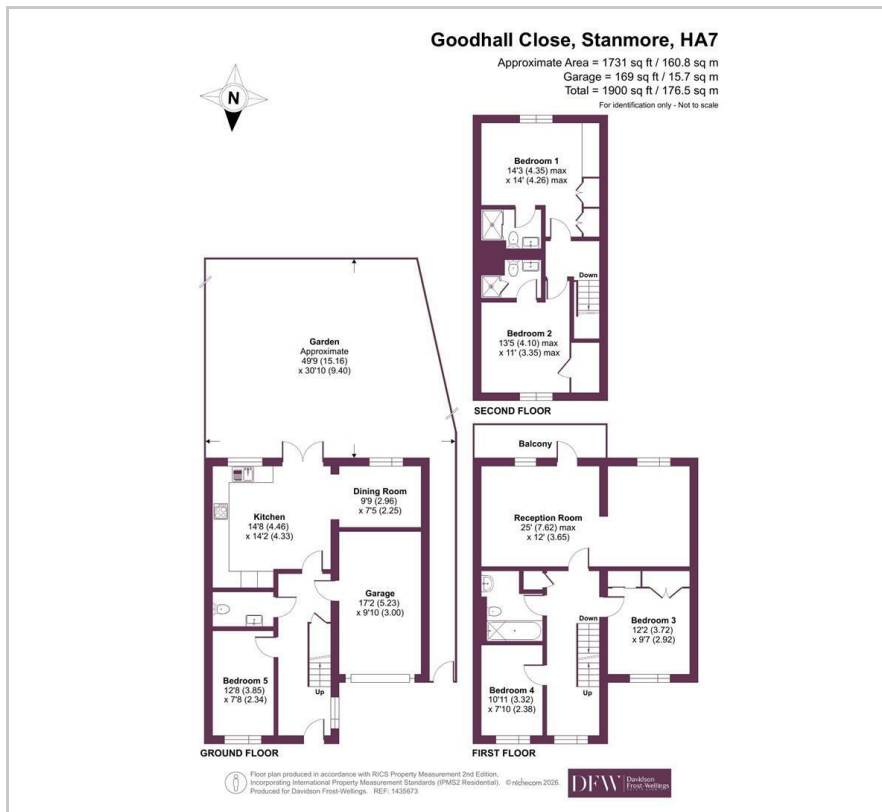 Goodhall Close, Stanmore, HA7
Approximate Area = 1731 sq ft / 160.8 sq m
Garage = 169 sq ft / 15.7 sq m
Total = 1900 sq ft / 176.5 sq m
For identification only - Not to scale
N
Bedroom 1
14'3 (4.35) max
x 14' (4.26) max
Down
Bedroom 2
13'5 (4.10) max
x 11' (3.35) max
SECOND FLOOR
Garden
Approximate
49'9 (15.16)
x 30'10 (9.40)
Kitchen
14'8 (4.46)
x 14'2 (4.33)
Dining Room
9'9 (2.96)
x 7'5 (2.25)
Garage
17'2 (5.23)
x 9'10 (3.00)
Bedroom 5
12'8 (3.85)
x 7'8 (2.34)
Up
GROUND FLOOR
Balcony
Reception Room
25' (7.62) max
x 12' (3.65)
Down
Bedroom 3
12'2 (3.72)
x 9'7 (2.92)
Bedroom 4
10'11 (3.32)
x 7'10 (2.38)
Up
FIRST FLOOR
Floor plan produced in accordance with RICS Property Measurement 2nd Edition,
Incorporating International Property Measurement Standards (IPMS2 Residential). © nichecom 2026.
Produced for Davidson Frost-Wellings. REF: 1435673
DFW
Davidson
Frost-Wellings